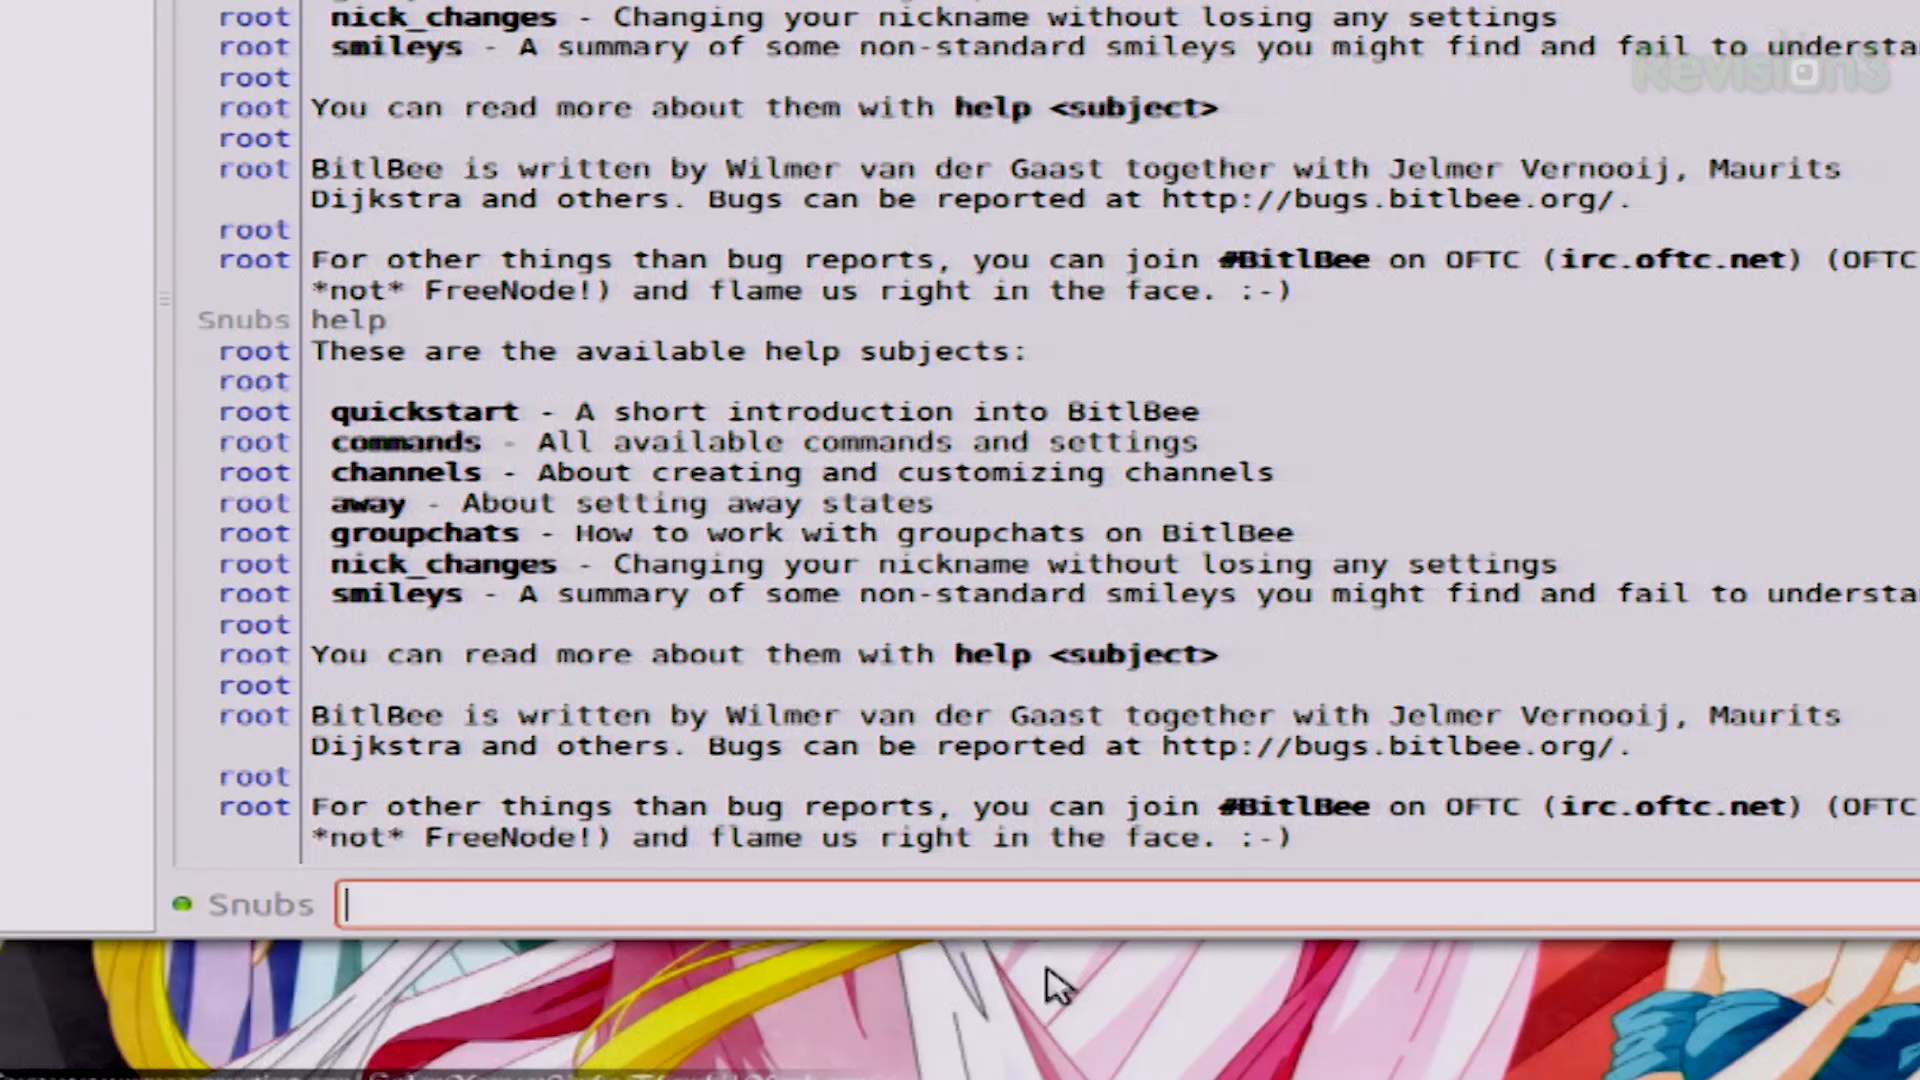 root nick_changes - Changing your nickname without losing any settings
root smileys - A summary of some non-standard smileys you might find and fail to understa
Revision3
root
root You can read more about them with help <subject>
root
root BitlBee is written by Wilmer van der Gaast together with Jelmer Vernooij, Maurits
Dijkstra and others. Bugs can be reported at http://bugs.bitlbee.org/.
root
root For other things than bug reports, you can join #BitlBee on OFTC (irc.oftc.net) (OFTC
*not* FreeNode!) and flame us right in the face. :-)
Snubs help
root These are the available help subjects:
root
root quickstart - A short introduction into BitlBee
root commands - All available commands and settings
root channels - About creating and customizing channels
root away - About setting away states
root groupchats - How to work with groupchats on BitlBee
root nick_changes - Changing your nickname without losing any settings
root smileys - A summary of some non-standard smileys you might find and fail to understa
root
root You can read more about them with help <subject>
root
root BitlBee is written by Wilmer van der Gaast together with Jelmer Vernooij, Maurits
Dijkstra and others. Bugs can be reported at http://bugs.bitlbee.org/.
root
root For other things than bug reports, you can join #BitlBee on OFTC (irc.oftc.net) (OFTC
*not* FreeNode!) and flame us right in the face. :-)
Snubs